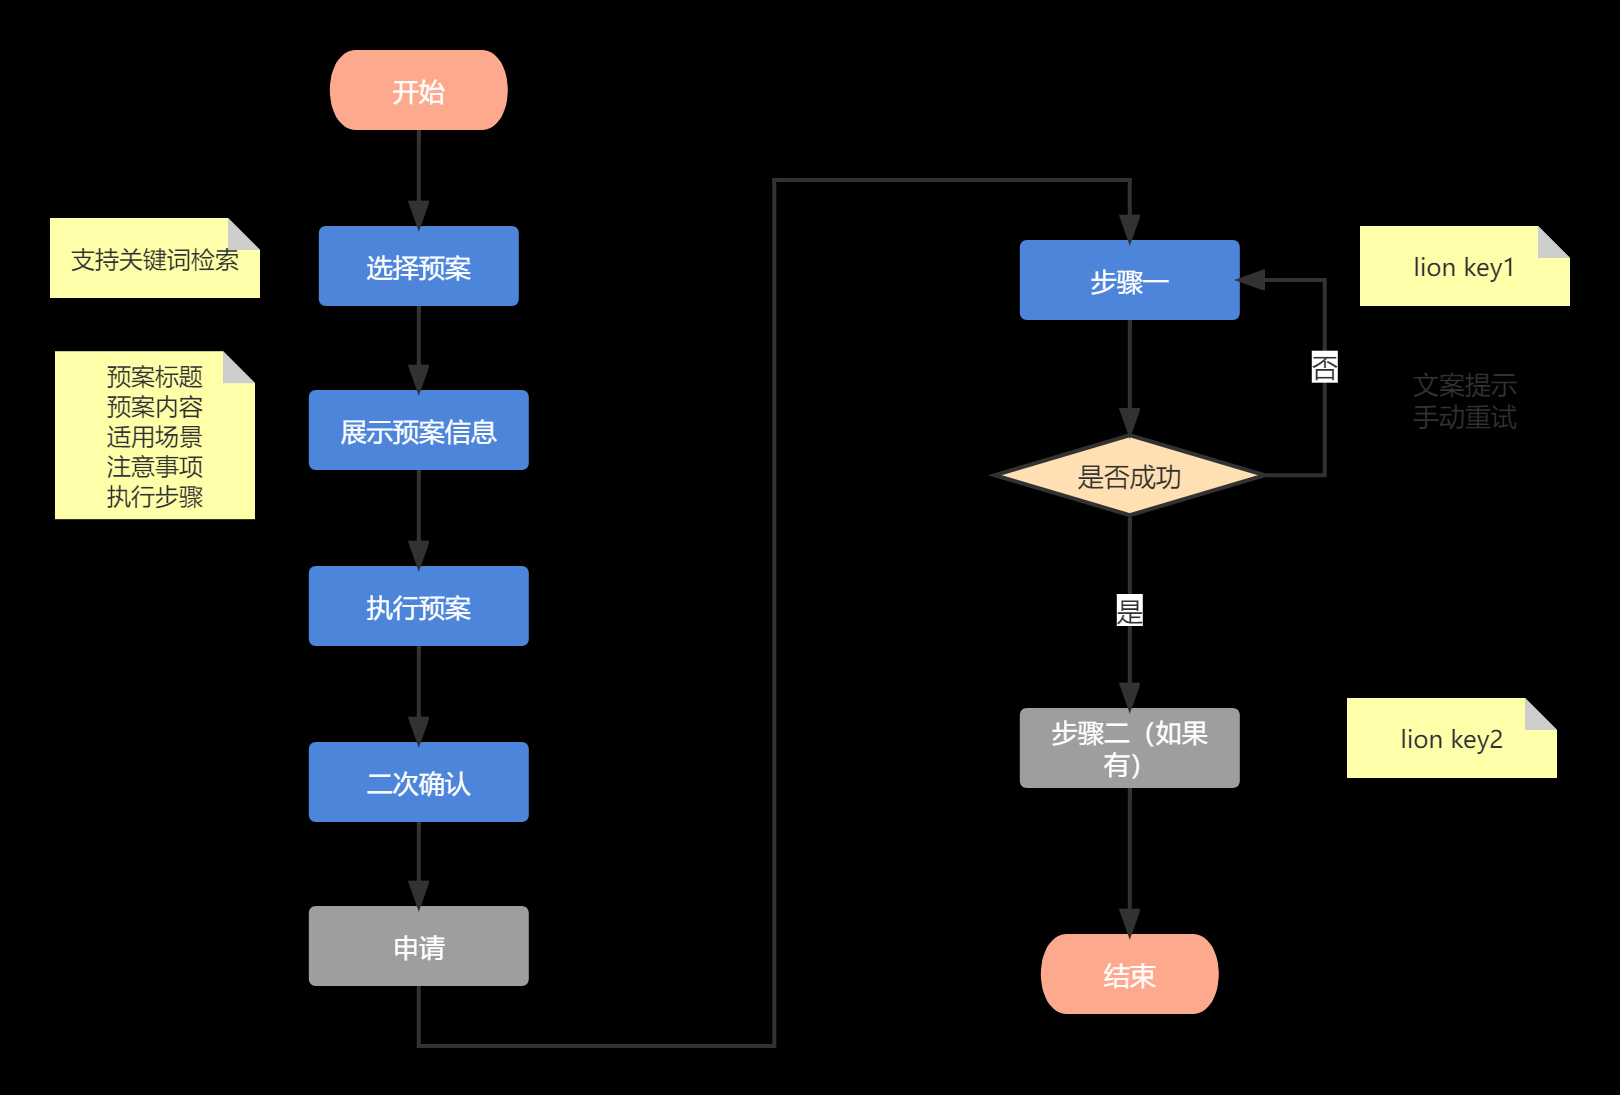 开始
支持关键词检索
选择预案
预案标题
预案内容
适用场景
注意事项
执行步骤
展示预案信息
执行预案
二次确认
申请
步骤一
lion key1
否
文案提示
手动重试
是否成功
是
步骤二（如果
有）
lion key2
结束